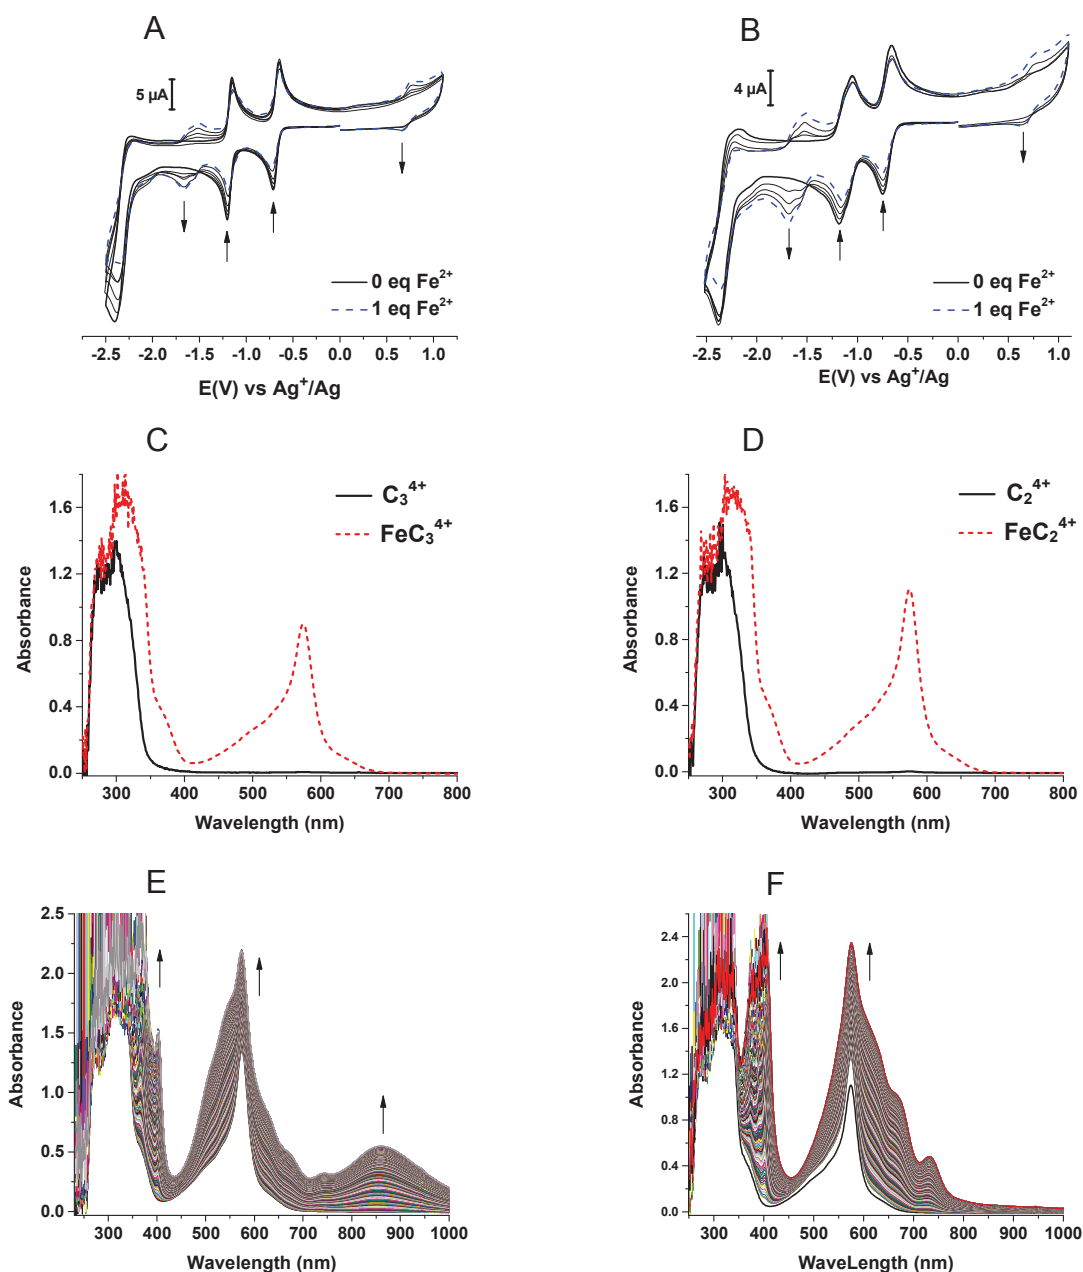 A
B
5 µA
4 µA
0 eq Fe²⁺
1 eq Fe²⁺
0 eq Fe²⁺
1 eq Fe²⁺
-2.5 -2.0 -1.5 -1.0 -0.5 0.0 0.5 1.0
-2.5 -2.0 -1.5 -1.0 -0.5 0.0 0.5 1.0
E(V) vs Ag⁺/Ag
E(V) vs Ag⁺/Ag
C
D
C₃⁴⁺
FeC₃⁴⁺
C₂⁴⁺
FeC₂⁴⁺
1.6
1.2
0.8
0.4
0.0
Absorbance
300 400 500 600 700 800
Wavelength (nm)
1.6
1.2
0.8
0.4
0.0
Absorbance
300 400 500 600 700 800
Wavelength (nm)
E
F
2.5
2.0
1.5
1.0
0.5
0.0
Absorbance
300 400 500 600 700 800 900 1000
Wavelength (nm)
2.4
2.0
1.6
1.2
0.8
0.4
0.0
Absorbance
300 400 500 600 700 800 900 1000
WaveLength (nm)